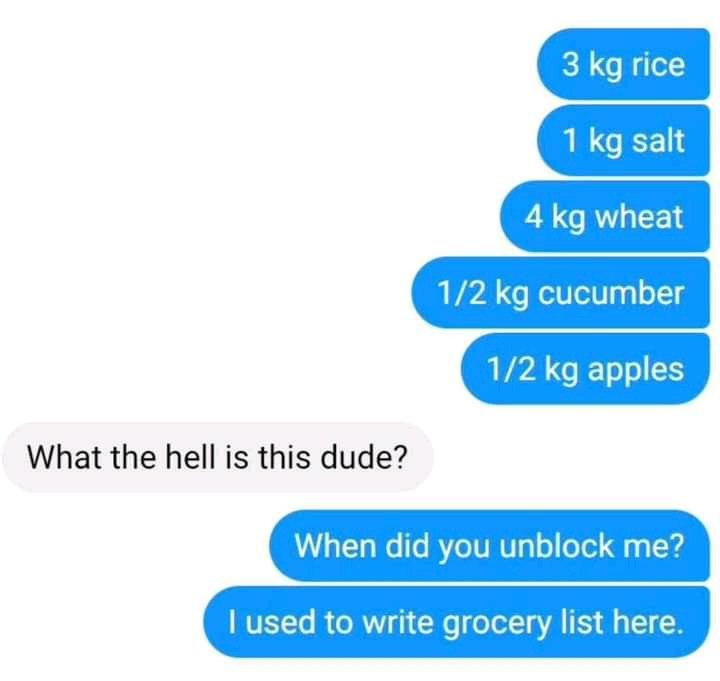 3 kg rice
1 kg salt
4 kg wheat
1/2 kg cucumber
1/2 kg apples
What the hell is this dude?
When did you unblock me?
I used to write grocery list here.